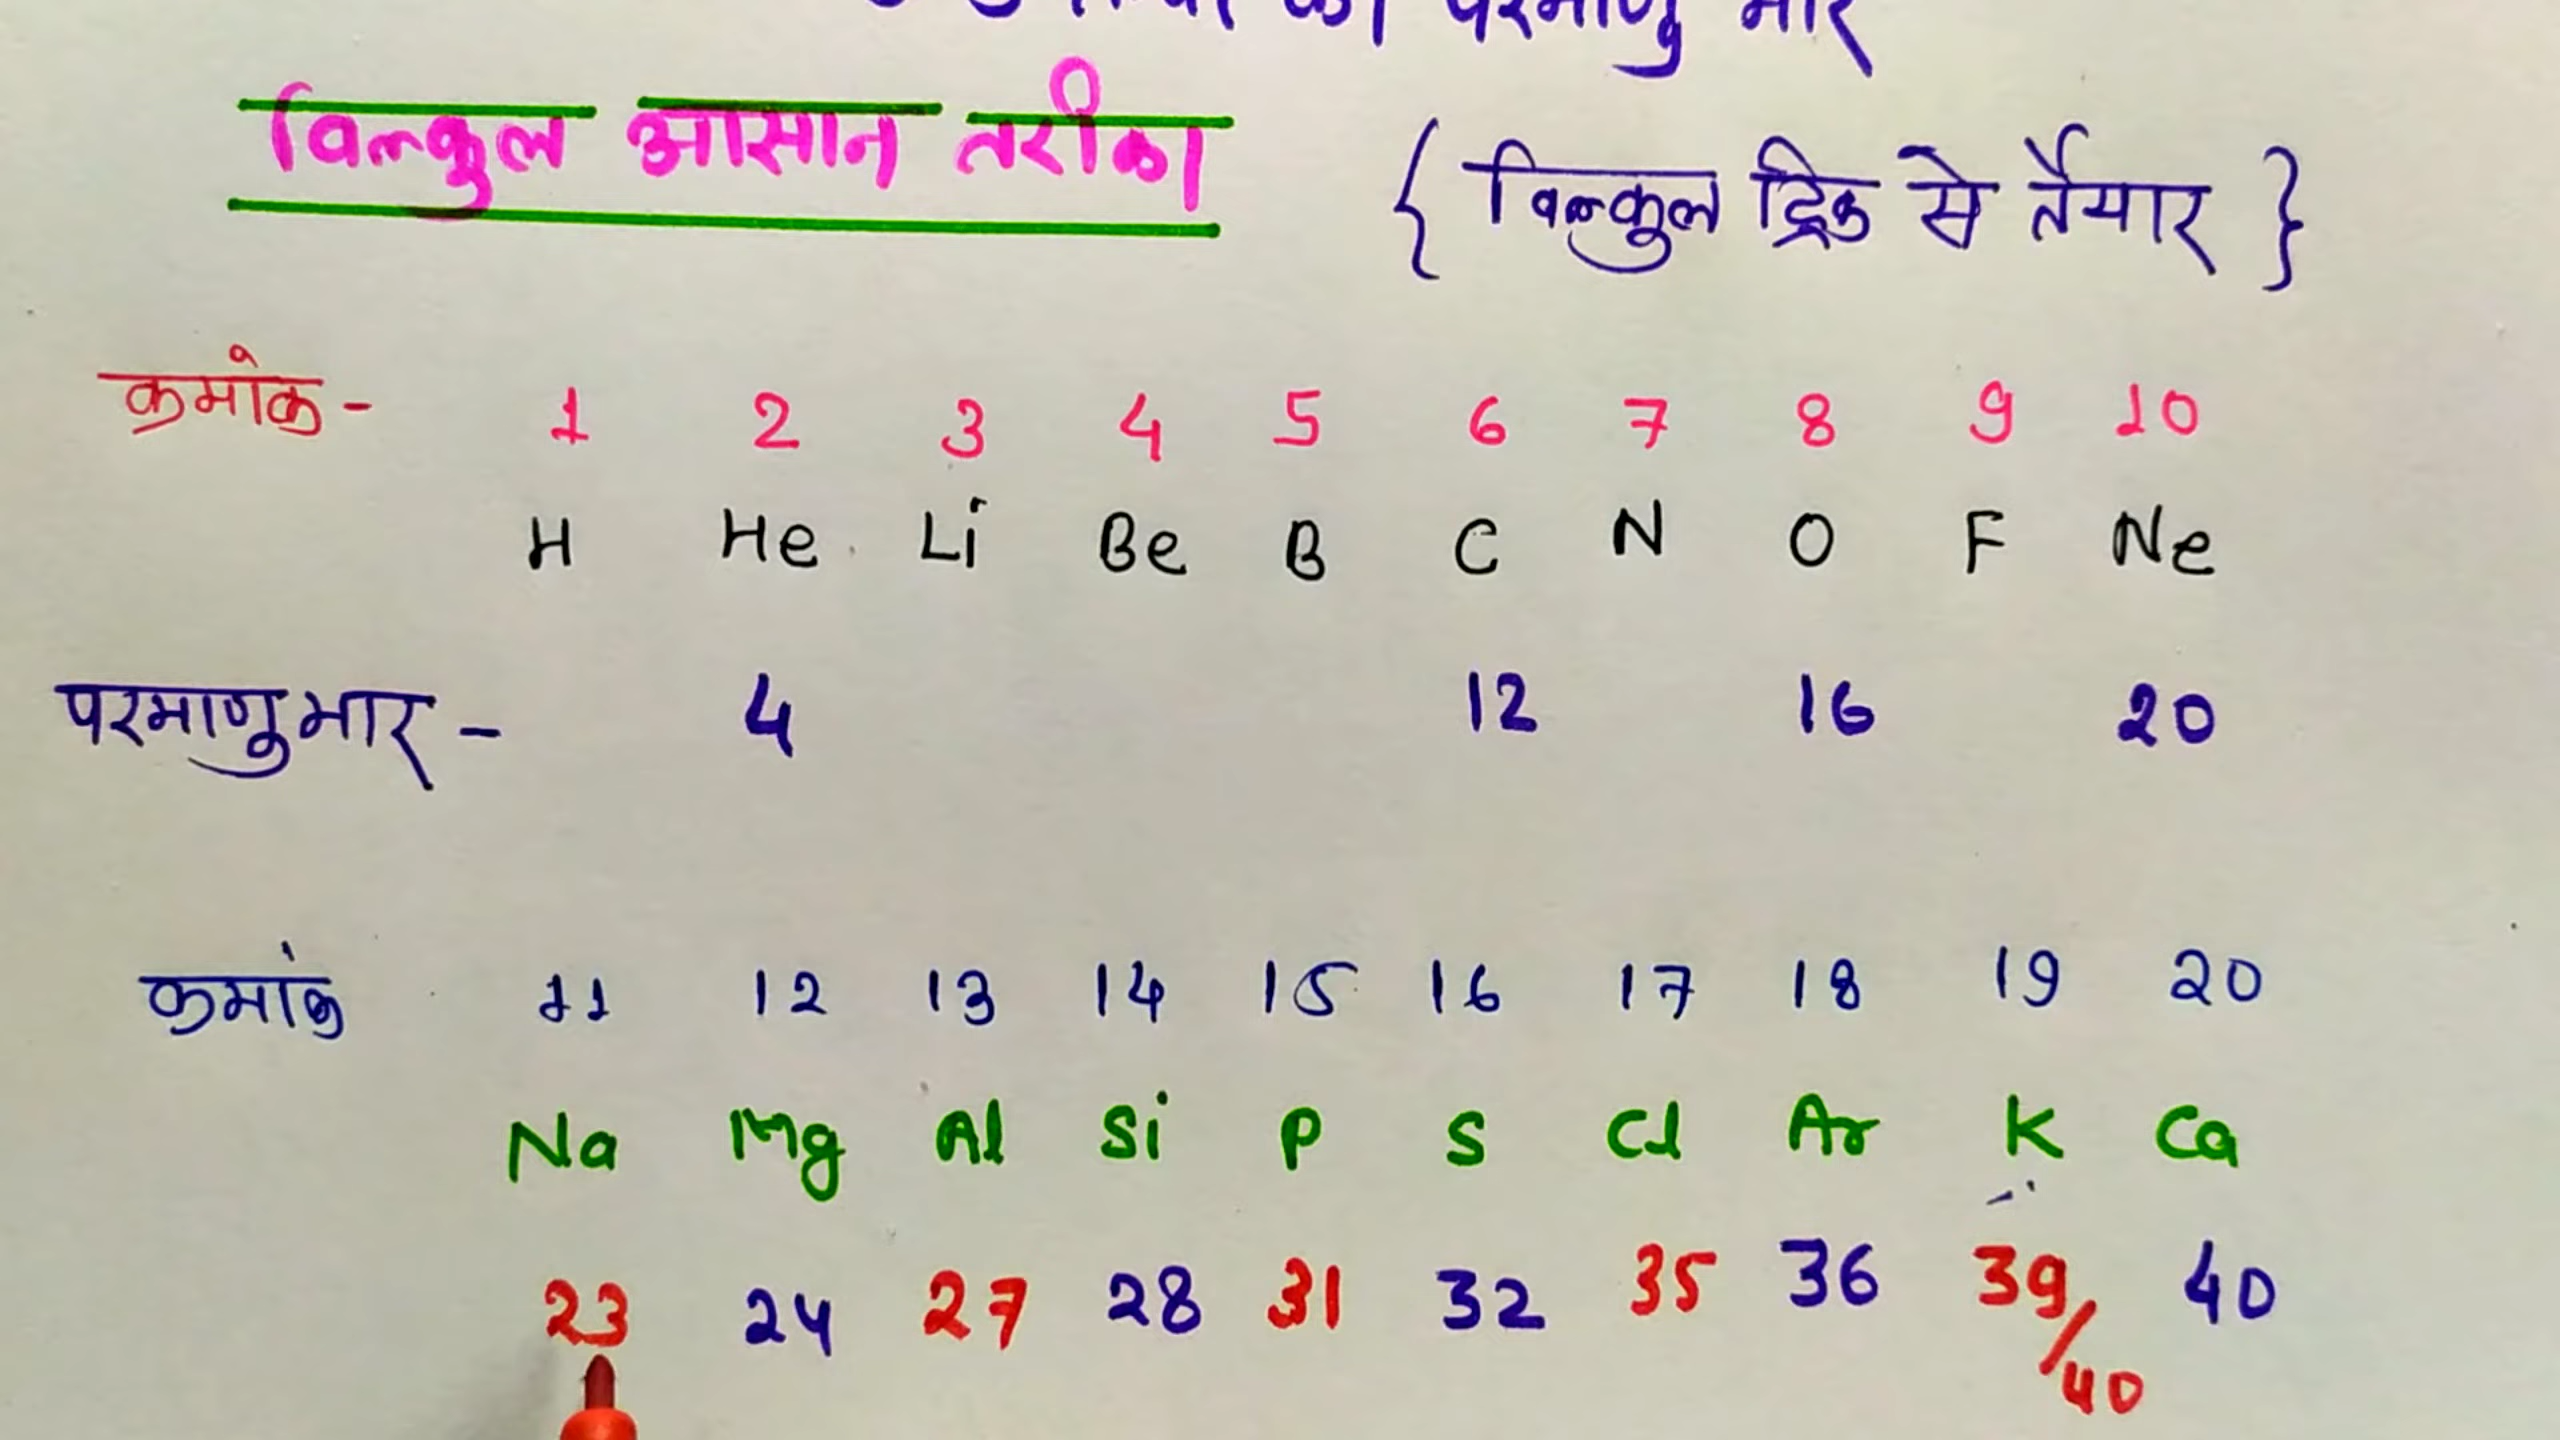 का परमाणु भार
विल्कुल आसान तरीका
{ विल्कुल ट्रिक से तैयार }
क्रमांक - 1 2 3 4 5 6 7 8 9 10
H He Li Be B C N O F Ne
परमाणु भार - 4 12 16 20
क्रमांक 11 12 13 14 15 16 17 18 19 20
Na Mg Al Si P S Cl Ar K Ca
23 24 27 28 31 32 35 36 39/40 40